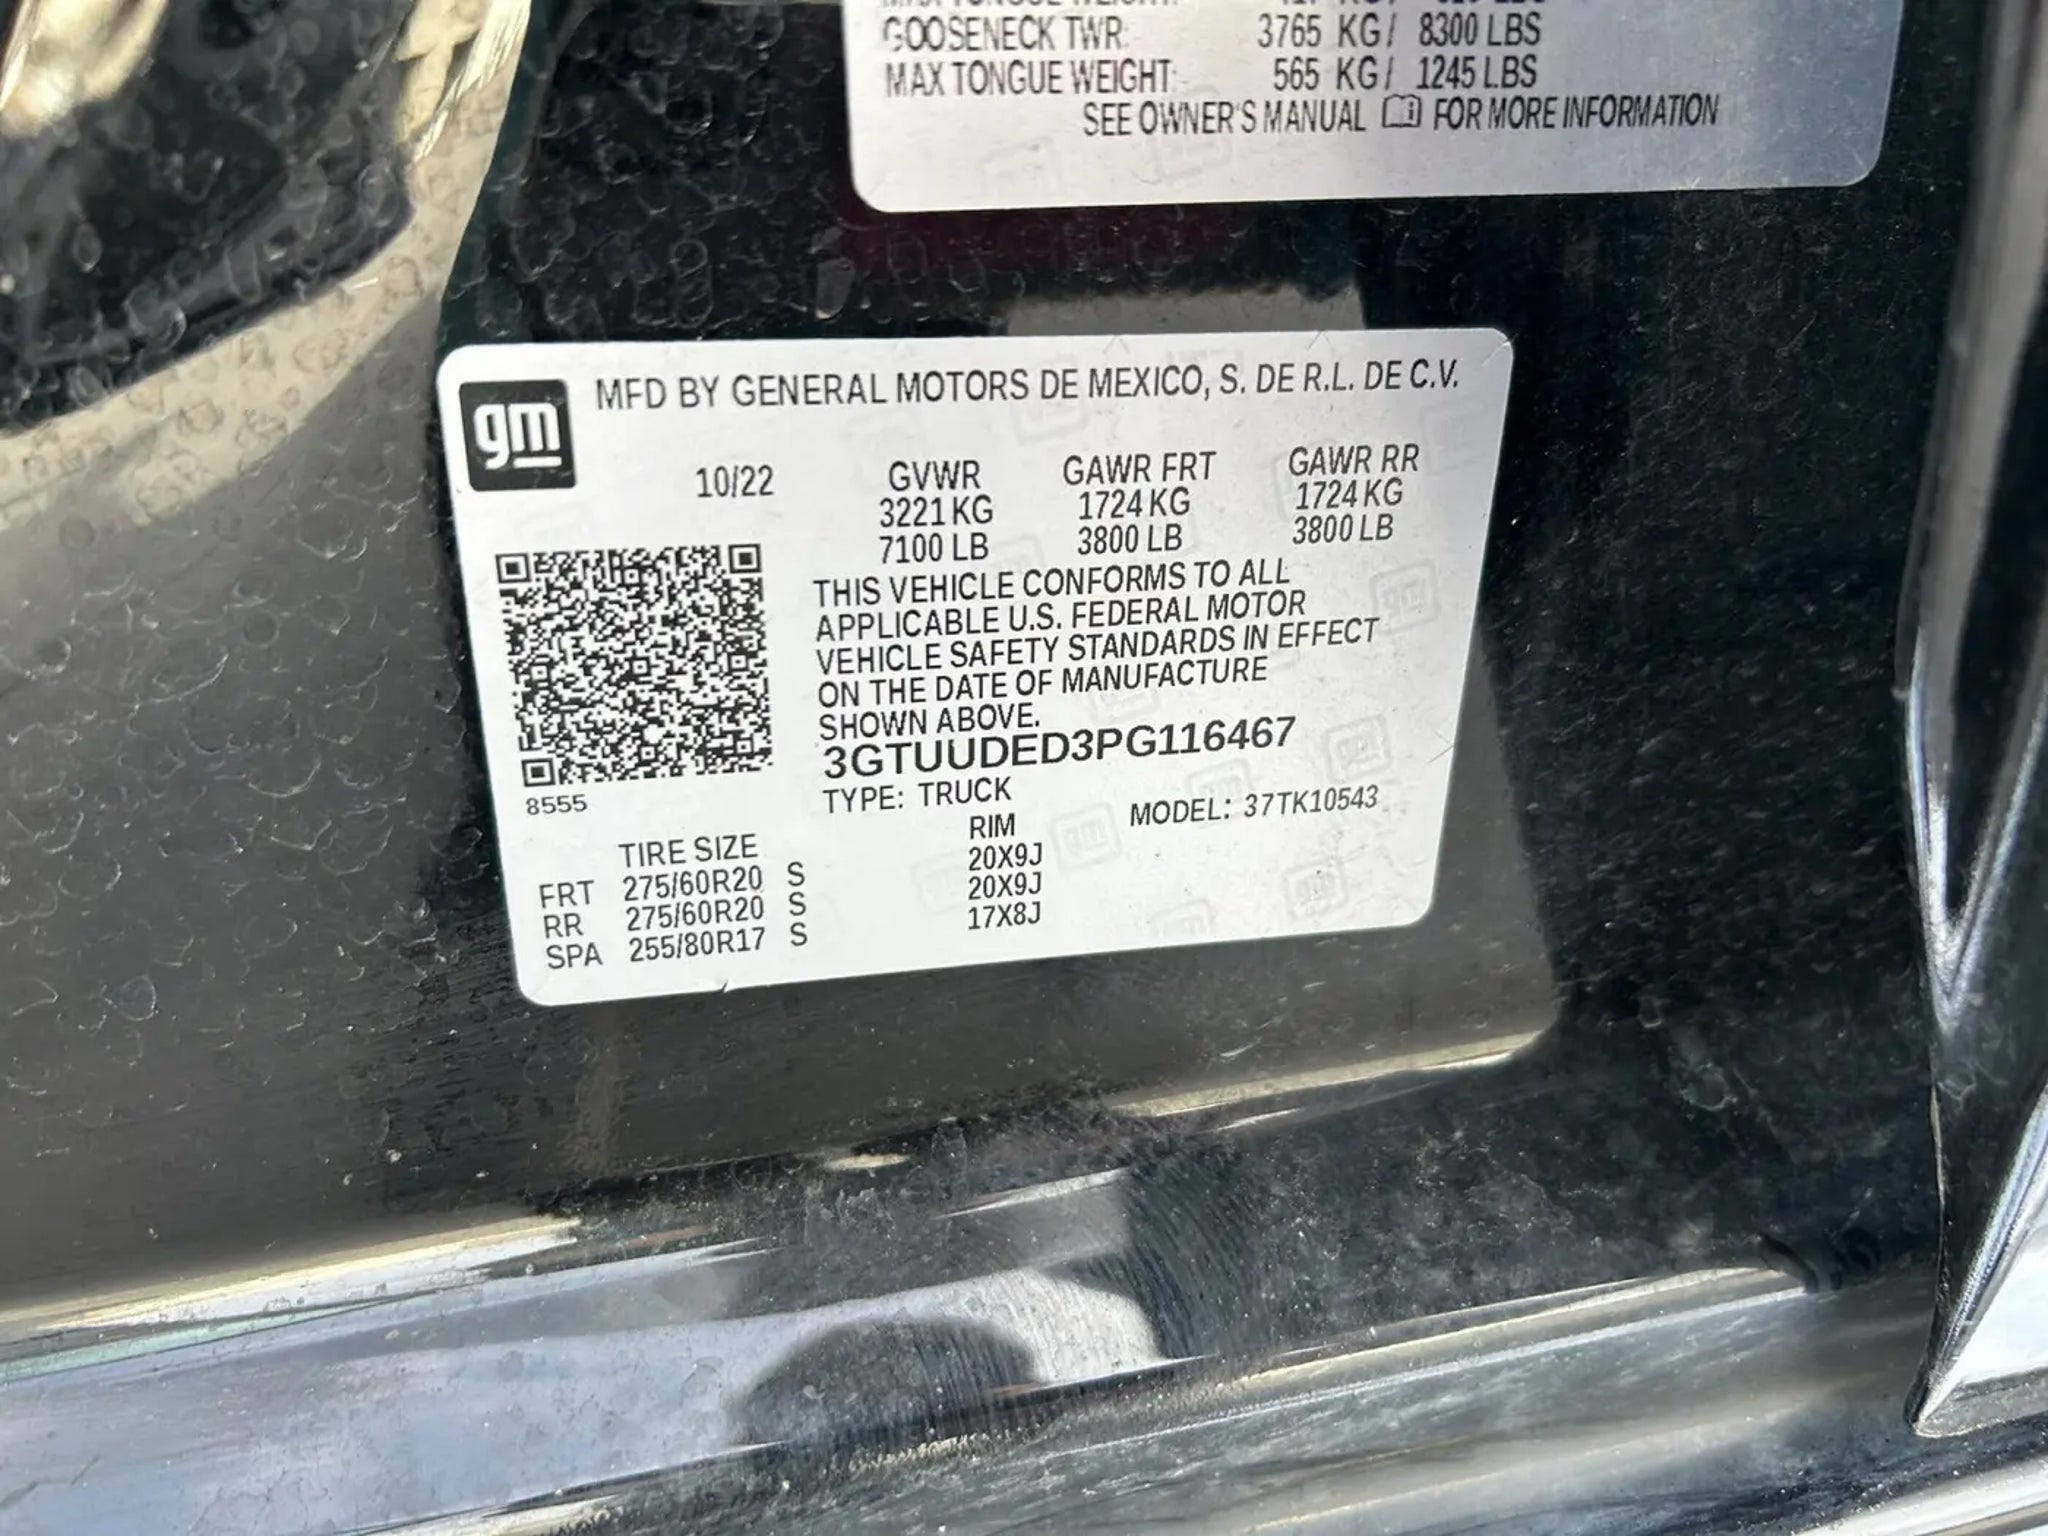 MAX TONGUE WEIGHT:
GOOSENECK TWR: 3765 KG / 8300 LBS
MAX TONGUE WEIGHT: 565 KG / 1245 LBS
SEE OWNER'S MANUAL FOR MORE INFORMATION
gm
MFD BY GENERAL MOTORS DE MEXICO, S. DE R.L. DE C.V.
10/22 GVWR GAWR FRT GAWR RR
3221 KG 1724 KG 1724 KG
7100 LB 3800 LB 3800 LB
THIS VEHICLE CONFORMS TO ALL
APPLICABLE U.S. FEDERAL MOTOR
VEHICLE SAFETY STANDARDS IN EFFECT
ON THE DATE OF MANUFACTURE
SHOWN ABOVE.
3GTUUDED3PG116467
8555
TYPE: TRUCK MODEL: 37TK10543
TIRE SIZE RIM
FRT 275/60R20 S 20X9J
RR 275/60R20 S 20X9J
SPA 255/80R17 S 17X8J